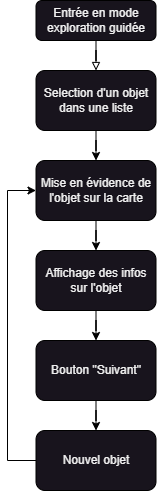 Entrée en mode
exploration guidée
Selection d'un objet
dans une liste
Mise en évidence de
l'objet sur la carte
Affichage des infos
sur l'objet
Bouton "Suivant"
Nouvel objet